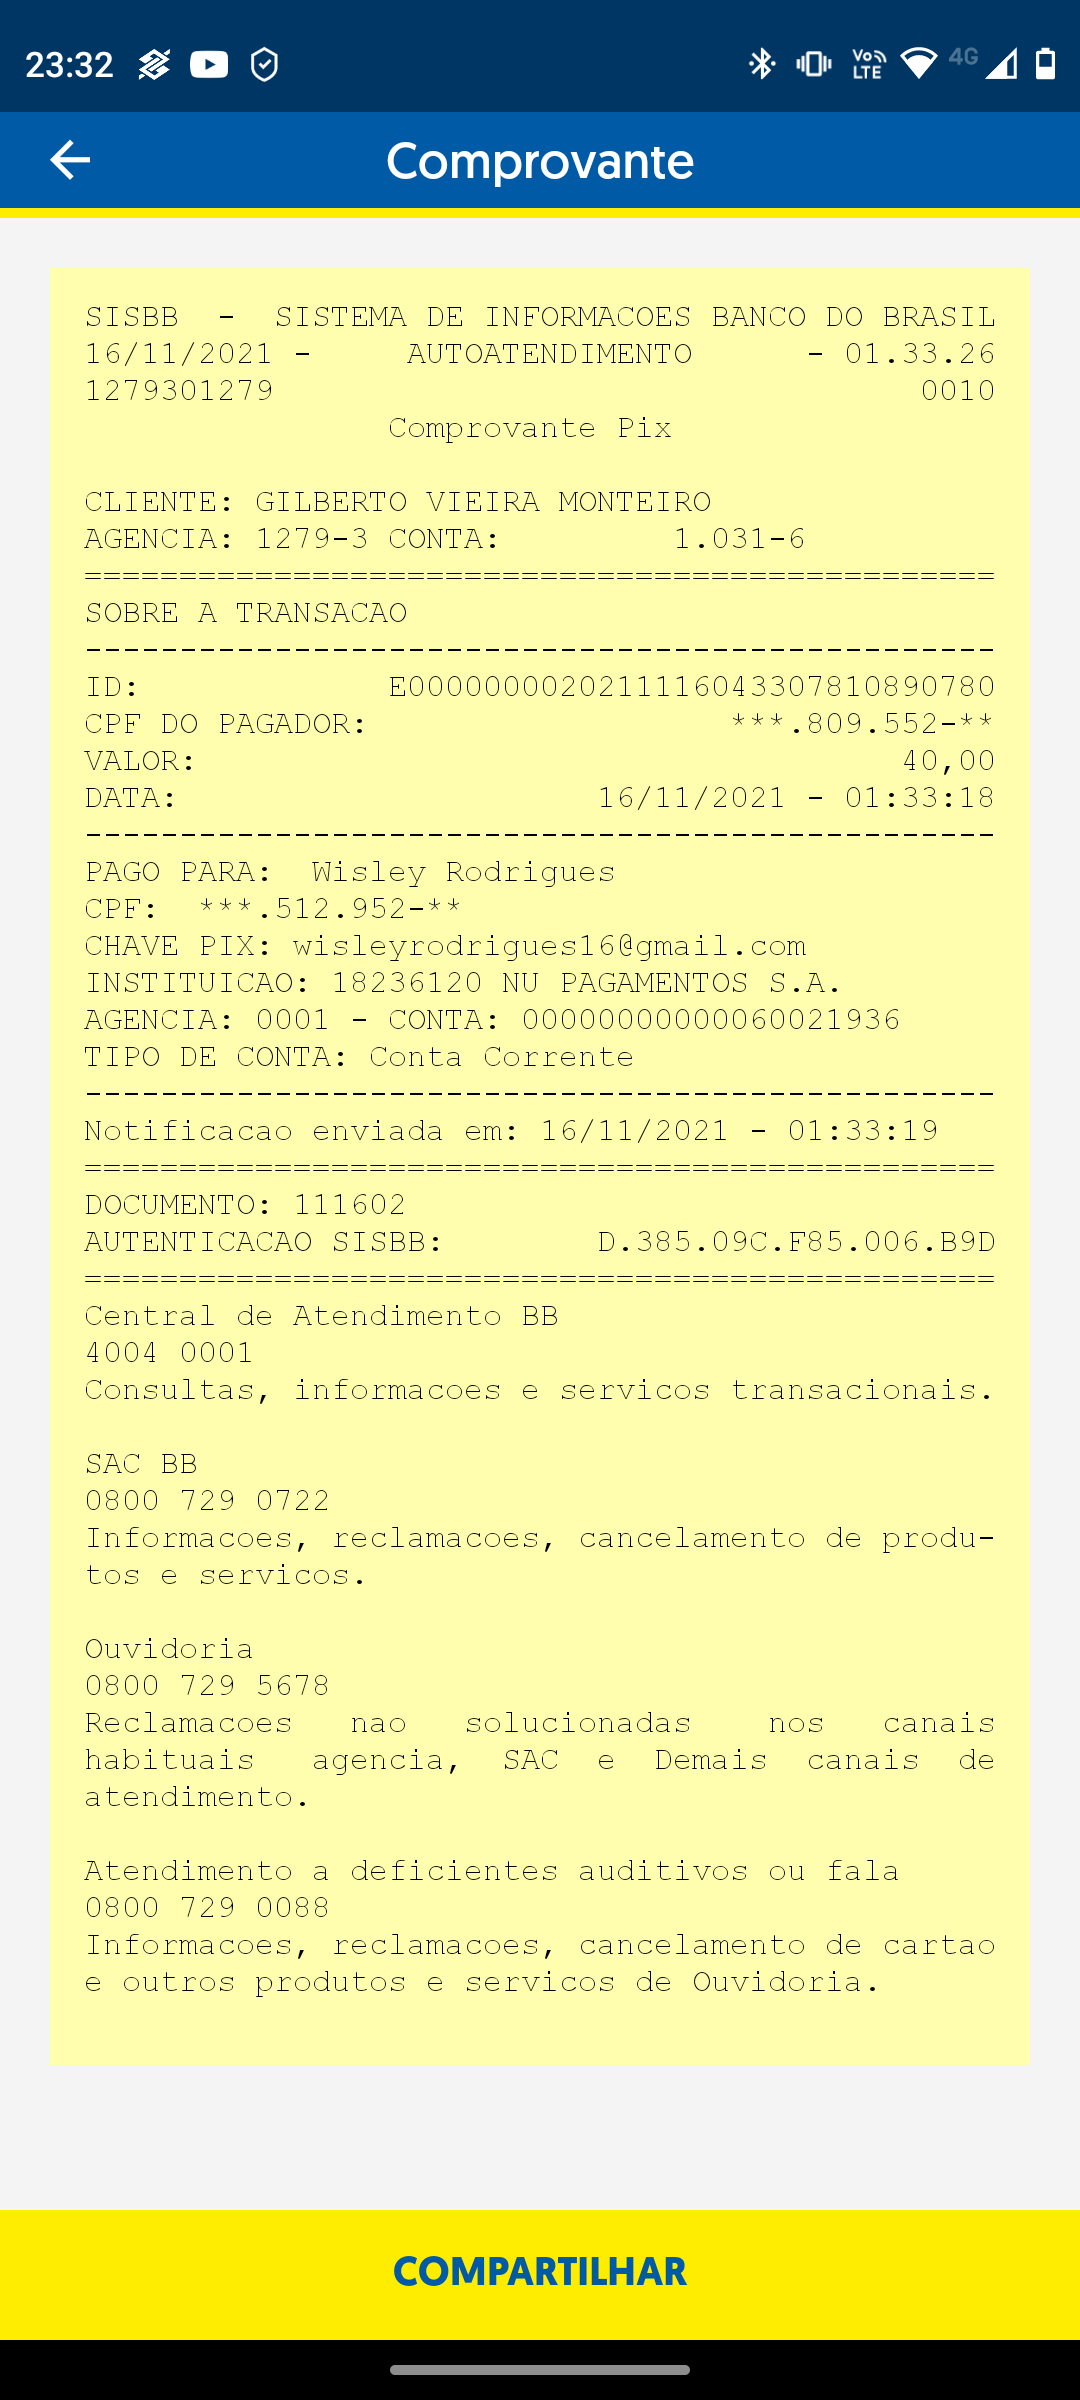 23:32
VoLTE 4G
Comprovante
SISBB - SISTEMA DE INFORMACOES BANCO DO BRASIL
16/11/2021 - AUTOATENDIMENTO - 01.33.26
1279301279 0010
Comprovante Pix
CLIENTE: GILBERTO VIEIRA MONTEIRO
AGENCIA: 1279-3 CONTA: 1.031-6
================================================
SOBRE A TRANSACAO
------------------------------------------------
ID: E0000000020211116043307810890780
CPF DO PAGADOR: ***.809.552-**
VALOR: 40,00
DATA: 16/11/2021 - 01:33:18
------------------------------------------------
PAGO PARA: Wisley Rodrigues
CPF: ***.512.952-**
CHAVE PIX: wisleyrodrigues16@gmail.com
INSTITUICAO: 18236120 NU PAGAMENTOS S.A.
AGENCIA: 0001 - CONTA: 00000000000060021936
TIPO DE CONTA: Conta Corrente
------------------------------------------------
Notificacao enviada em: 16/11/2021 - 01:33:19
================================================
DOCUMENTO: 111602
AUTENTICACAO SISBB: D.385.09C.F85.006.B9D
================================================
Central de Atendimento BB
4004 0001
Consultas, informacoes e servicos transacionais.
SAC BB
0800 729 0722
Informacoes, reclamacoes, cancelamento de produ-
tos e servicos.
Ouvidoria
0800 729 5678
Reclamacoes nao solucionadas nos canais
habituais agencia, SAC e Demais canais de
atendimento.
Atendimento a deficientes auditivos ou fala
0800 729 0088
Informacoes, reclamacoes, cancelamento de cartao
e outros produtos e servicos de Ouvidoria.
COMPARTILHAR